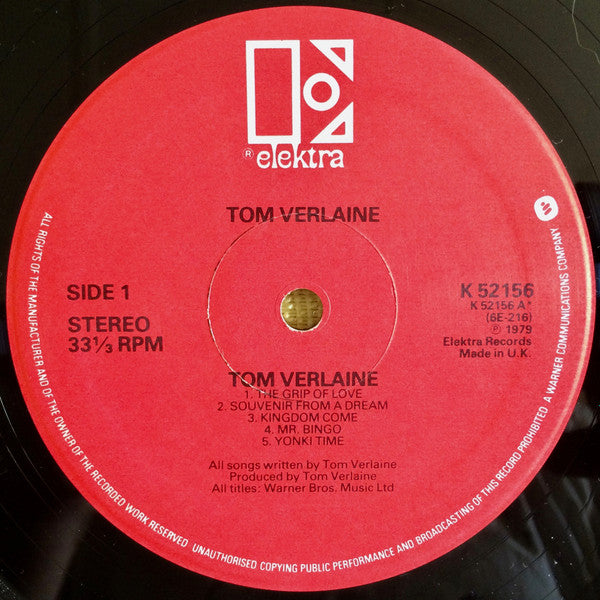 ® elektra
TOM VERLAINE
SIDE 1
STEREO
33⅓ RPM
K 52156
K 52156 A*
(6E-216)
℗ 1979
Elektra Records
Made in U.K.
TOM VERLAINE
1. THE GRIP OF LOVE
2. SOUVENIR FROM A DREAM
3. KINGDOM COME
4. MR. BINGO
5. YONKI TIME
All songs written by Tom Verlaine
Produced by Tom Verlaine
All titles: Warner Bros. Music Ltd
ALL RIGHTS OF THE MANUFACTURER AND OF THE OWNER OF THE RECORDED WORK RESERVED UNAUTHORISED COPYING PUBLIC PERFORMANCE AND BROADCASTING OF THIS RECORD PROHIBITED A WARNER COMMUNICATIONS COMPANY